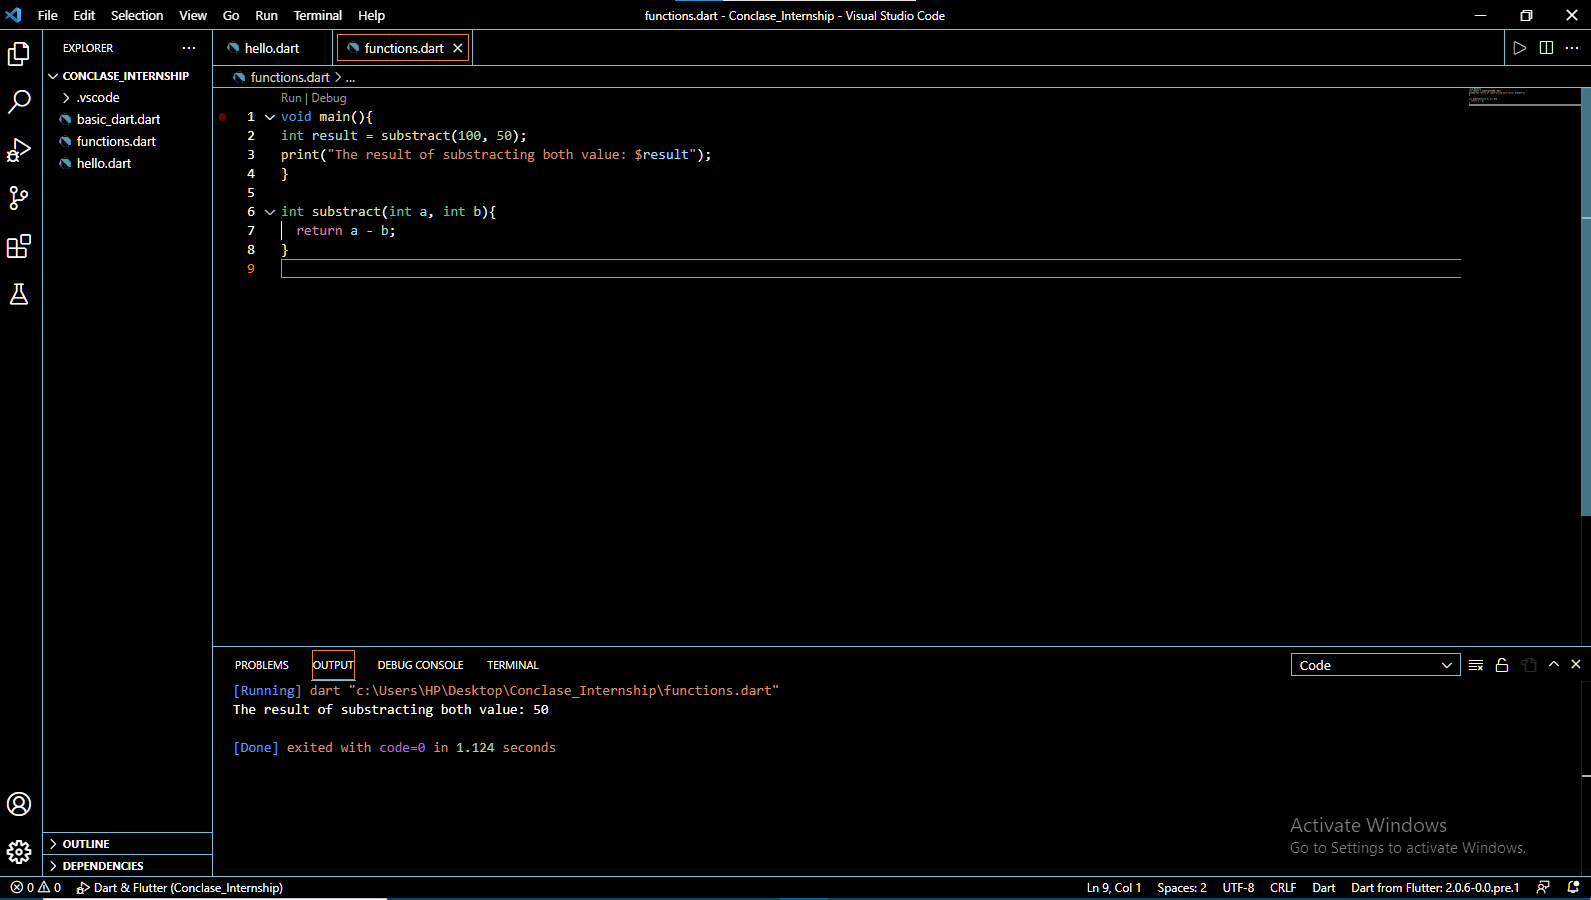 File Edit Selection View Go Run Terminal Help
functions.dart - Conclase_Internship - Visual Studio Code
EXPLORER
CONCLASE_INTERNSHIP
.vscode
basic_dart.dart
functions.dart
hello.dart
OUTLINE
DEPENDENCIES
hello.dart functions.dart
functions.dart > ...
Run | Debug
1 void main(){
2 int result = substract(100, 50);
3 print("The result of substracting both value: $result");
4 }
5
6 int substract(int a, int b){
7 return a - b;
8 }
9
PROBLEMS OUTPUT DEBUG CONSOLE TERMINAL
Code
[Running] dart "c:\Users\HP\Desktop\Conclase_Internship\functions.dart"
The result of substracting both value: 50
[Done] exited with code=0 in 1.124 seconds
Activate Windows
Go to Settings to activate Windows.
0 0 Dart & Flutter (Conclase_Internship) Ln 9, Col 1 Spaces: 2 UTF-8 CRLF Dart Dart from Flutter: 2.0.6-0.0.pre.1